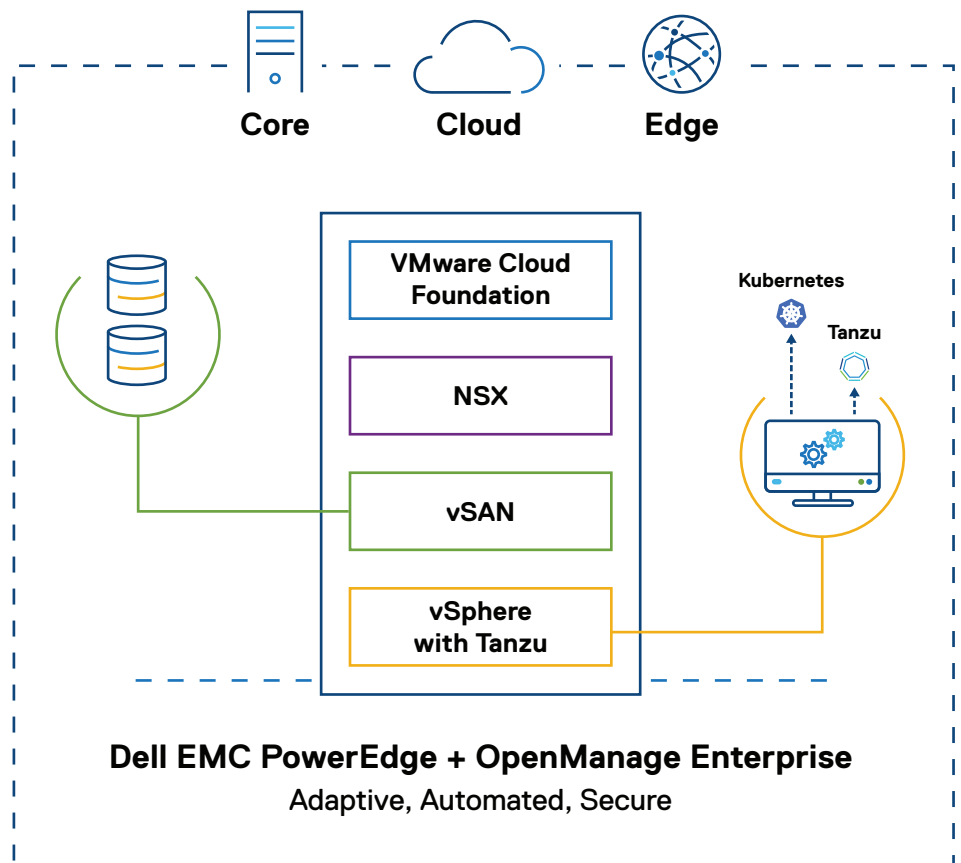 Core
Cloud
Edge
VMware Cloud
Foundation
NSX
vSAN
vSphere
with Tanzu
Kubernetes
Tanzu
Dell EMC PowerEdge + OpenManage Enterprise
Adaptive, Automated, Secure